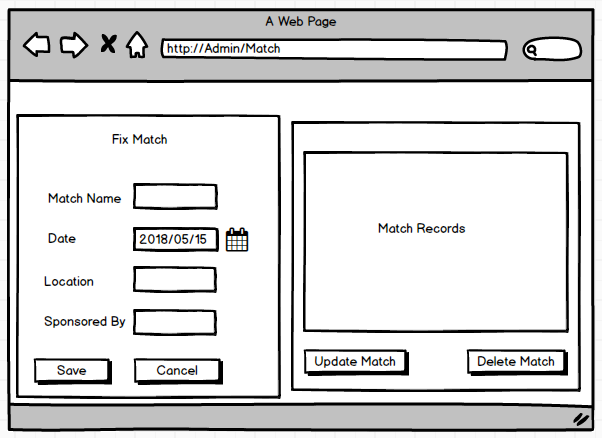 A Web Page
http://Admin/Match
Fix Match
Match Name
Date
2018/05/15
Location
Sponsored By
Save
Cancel
Match Records
Update Match
Delete Match